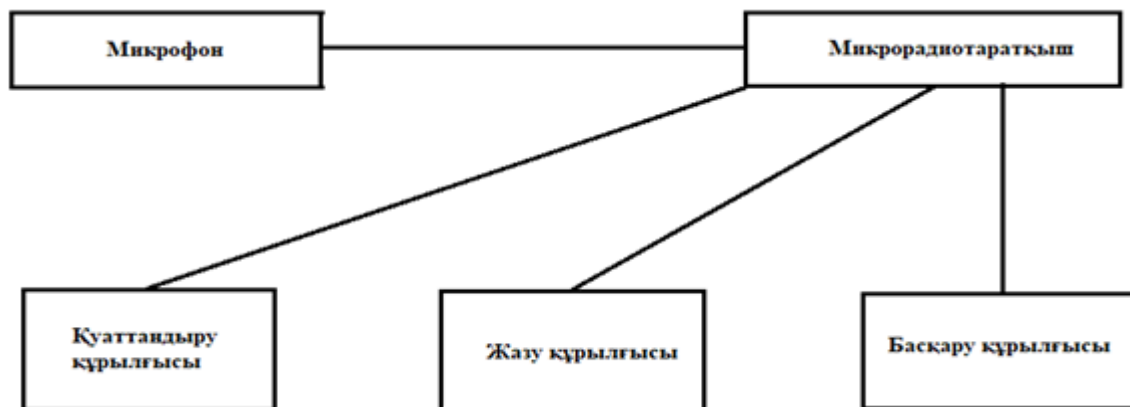 Микрофон
Микрорадиотаратқыш
Қуаттандыру
құрылғысы
Жазу құрылғысы
Басқару құрылғысы